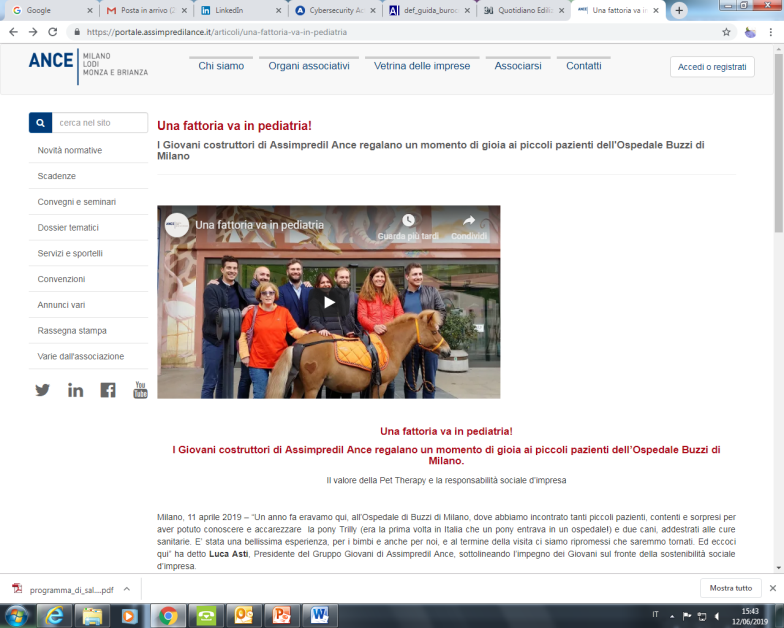 Google
Posta in arrivo (2
LinkedIn
Cybersecurity Ac
def_guida_buroc
Quotidiano Edili
Una fattoria va in
https://portale.assimpredilance.it/articoli/una-fattoria-va-in-pediatria
ANCE
MILANO
LODI
MONZA E BRIANZA
Chi siamo
Organi associativi
Vetrina delle imprese
Associarsi
Contatti
Accedi o registrati
cerca nel sito
Novità normative
Scadenze
Convegni e seminari
Dossier tematici
Servizi e sportelli
Convenzioni
Annunci vari
Rassegna stampa
Varie dall'associazione
You
Tube
Una fattoria va in pediatria!
I Giovani costruttori di Assimpredil Ance regalano un momento di gioia ai piccoli pazienti dell'Ospedale Buzzi di
Milano
Una fattoria va in pediatria
Guarda più tardi
Condividi
Una fattoria va in pediatria!
I Giovani costruttori di Assimpredil Ance regalano un momento di gioia ai piccoli pazienti dell'Ospedale Buzzi di
Milano.
Il valore della Pet Therapy e la responsabilità sociale d'impresa
Milano, 11 aprile 2019 – "Un anno fa eravamo qui, all'Ospedale di Buzzi di Milano, dove abbiamo incontrato tanti piccoli pazienti, contenti e sorpresi per
aver potuto conoscere e accarezzare la pony Trilly (era la prima volta in Italia che un pony entrava in un ospedale!) e due cani, addestrati alle cure
sanitarie. E' stata una bellissima esperienza, per i bimbi e anche per noi, e al termine della visita ci siamo ripromessi che saremmo tornati. Ed eccoci
qui" ha detto Luca Asti, Presidente del Gruppo Giovani di Assimpredil Ance, sottolineando l'impegno dei Giovani sul fronte della sostenibilità sociale
d'impresa.
programma_di_sal....pdf
Mostra tutto
IT
15:43
12/06/2019